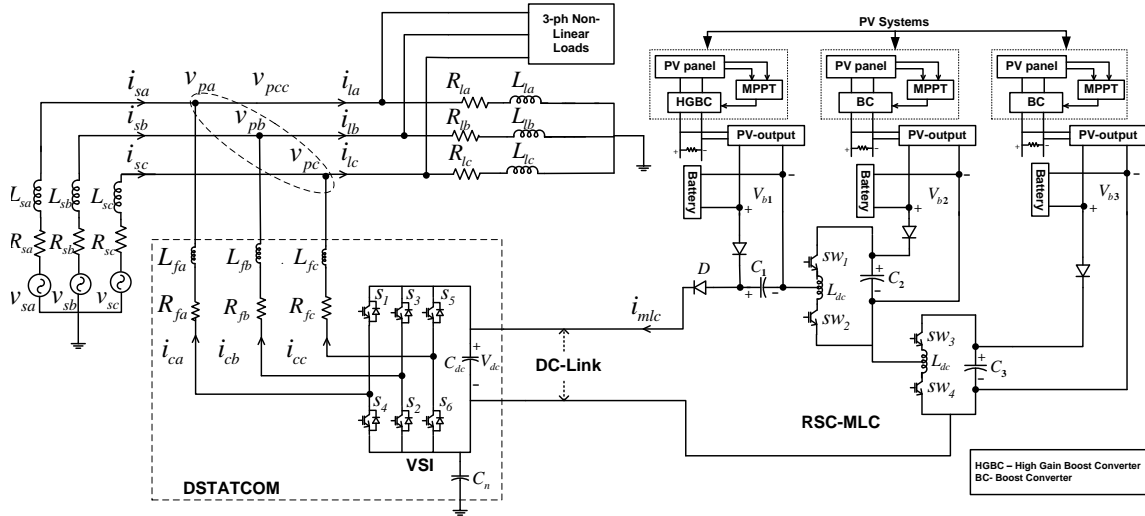 3-ph Non-
Linear
Loads
PV Systems
PV panel
MPPT
HGBC
PV-output
+ -
Battery
V_b1
-
+
PV panel
MPPT
BC
PV-output
+ -
Battery
V_b2
-
+
PV panel
MPPT
BC
PV-output
+ -
Battery
V_b3
-
+
i_sa
v_pa
v_pcc
i_la
R_la
L_la
i_sb
v_pb
i_lb
R_lb
L_lb
i_sc
v_pc
i_lc
R_lc
L_lc
L_sa
L_sb
L_sc
R_sa
R_sb
R_sc
v_sa
v_sb
v_sc
L_fa
L_fb
L_fc
R_fa
R_fb
R_fc
i_ca
i_cb
i_cc
s_1
s_3
s_5
s_4
s_2
s_6
C_dc
+
V_dc
-
VSI
C_n
DSTATCOM
DC-Link
i_mlc
D
C_1
+ -
sw_1
L_dc
sw_2
+
C_2
-
sw_3
L_dc
sw_4
+
C_3
-
RSC-MLC
HGBC – High Gain Boost Converter
BC- Boost Converter